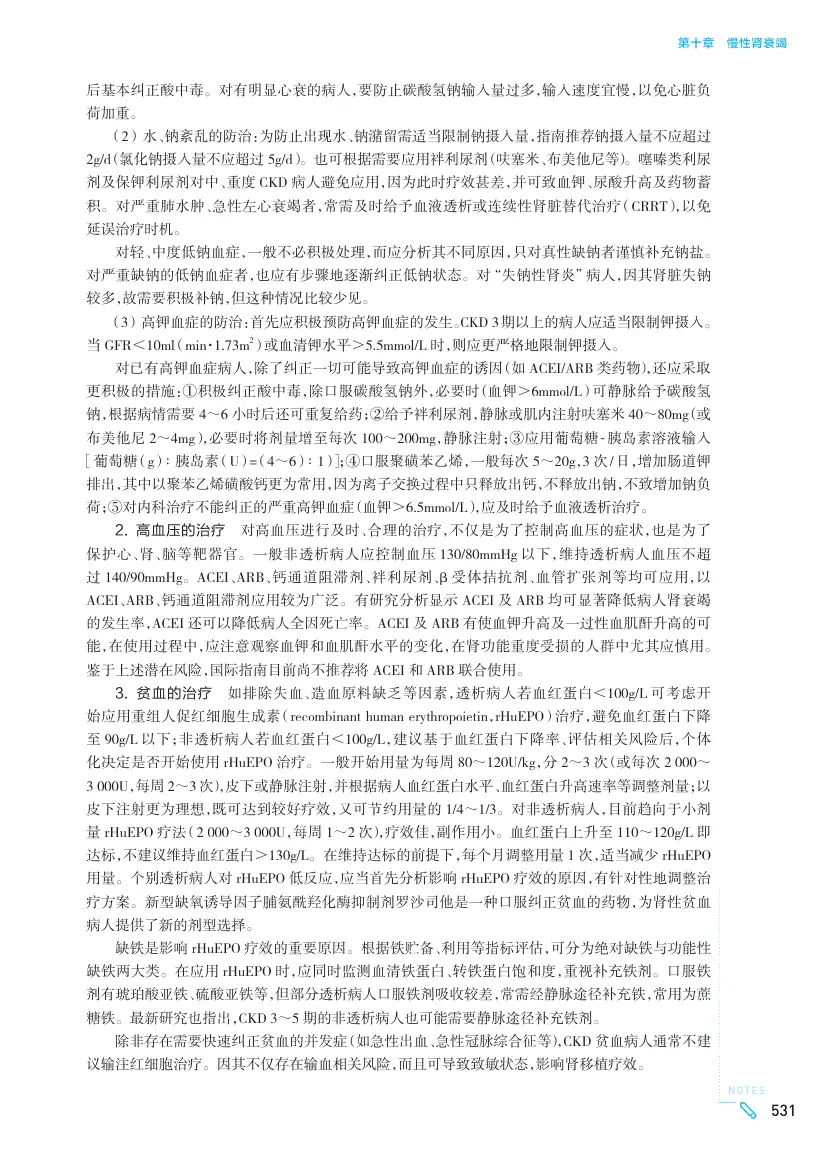 第十章 慢性肾衰竭
后基本纠正酸中毒。对有明显心衰的病人,要防止碳酸氢钠输入量过多,输入速度宜慢,以免心脏负
荷加重。
（2）水、钠紊乱的防治:为防止出现水、钠潴留需适当限制钠摄入量,指南推荐钠摄入量不应超过
2g/d(氯化钠摄入量不应超过 5g/d)。也可根据需要应用袢利尿剂(呋塞米、布美他尼等)。噻嗪类利尿
剂及保钾利尿剂对中、重度 CKD 病人避免应用,因为此时疗效甚差,并可致血钾、尿酸升高及药物蓄
积。对严重肺水肿、急性左心衰竭者,常需及时给予血液透析或连续性肾脏替代治疗(CRRT),以免
延误治疗时机。
对轻、中度低钠血症,一般不必积极处理,而应分析其不同原因,只对真性缺钠者谨慎补充钠盐。
对严重缺钠的低钠血症者,也应有步骤地逐渐纠正低钠状态。对“失钠性肾炎”病人,因其肾脏失钠
较多,故需要积极补钠,但这种情况比较少见。
（3）高钾血症的防治:首先应积极预防高钾血症的发生。CKD 3期以上的病人应适当限制钾摄入。
当 GFR＜10ml(min·1.73m²)或血清钾水平＞5.5mmol/L 时,则应更严格地限制钾摄入。
对已有高钾血症病人,除了纠正一切可能导致高钾血症的诱因(如 ACEI/ARB 类药物),还应采取
更积极的措施:①积极纠正酸中毒,除口服碳酸氢钠外,必要时(血钾＞6mmol/L)可静脉给予碳酸氢
钠,根据病情需要 4～6 小时后还可重复给药;②给予袢利尿剂,静脉或肌内注射呋塞米 40～80mg(或
布美他尼 2～4mg),必要时将剂量增至每次 100～200mg,静脉注射;③应用葡萄糖-胰岛素溶液输入
[葡萄糖(g)∶胰岛素(U)=(4～6)∶1)];④口服聚磺苯乙烯,一般每次 5～20g,3 次/日,增加肠道钾
排出,其中以聚苯乙烯磺酸钙更为常用,因为离子交换过程中只释放出钙,不释放出钠,不致增加钠负
荷;⑤对内科治疗不能纠正的严重高钾血症(血钾＞6.5mmol/L),应及时给予血液透析治疗。
2. 高血压的治疗 对高血压进行及时、合理的治疗,不仅是为了控制高血压的症状,也是为了
保护心、肾、脑等靶器官。一般非透析病人应控制血压 130/80mmHg 以下,维持透析病人血压不超
过 140/90mmHg。ACEI、ARB、钙通道阻滞剂、袢利尿剂、β 受体拮抗剂、血管扩张剂等均可应用,以
ACEI、ARB、钙通道阻滞剂应用较为广泛。有研究分析显示 ACEI 及 ARB 均可显著降低病人肾衰竭
的发生率,ACEI 还可以降低病人全因死亡率。ACEI 及 ARB 有使血钾升高及一过性血肌酐升高的可
能,在使用过程中,应注意观察血钾和血肌酐水平的变化,在肾功能重度受损的人群中尤其应慎用。
鉴于上述潜在风险,国际指南目前尚不推荐将 ACEI 和 ARB 联合使用。
3. 贫血的治疗 如排除失血、造血原料缺乏等因素,透析病人若血红蛋白＜100g/L 可考虑开
始应用重组人促红细胞生成素(recombinant human erythropoietin,rHuEPO)治疗,避免血红蛋白下降
至 90g/L 以下;非透析病人若血红蛋白＜100g/L,建议基于血红蛋白下降率、评估相关风险后,个体
化决定是否开始使用 rHuEPO 治疗。一般开始用量为每周 80～120U/kg,分 2～3 次(或每次 2 000～
3 000U,每周 2～3 次),皮下或静脉注射,并根据病人血红蛋白水平、血红蛋白升高速率等调整剂量;以
皮下注射更为理想,既可达到较好疗效,又可节约用量的 1/4～1/3。对非透析病人,目前趋向于小剂
量 rHuEPO 疗法(2 000～3 000U,每周 1～2 次),疗效佳,副作用小。血红蛋白上升至 110～120g/L 即
达标,不建议维持血红蛋白＞130g/L。在维持达标的前提下,每个月调整用量 1 次,适当减少 rHuEPO
用量。个别透析病人对 rHuEPO 低反应,应当首先分析影响 rHuEPO 疗效的原因,有针对性地调整治
疗方案。新型缺氧诱导因子脯氨酰羟化酶抑制剂罗沙司他是一种口服纠正贫血的药物,为肾性贫血
病人提供了新的剂型选择。
缺铁是影响 rHuEPO 疗效的重要原因。根据铁贮备、利用等指标评估,可分为绝对缺铁与功能性
缺铁两大类。在应用 rHuEPO 时,应同时监测血清铁蛋白、转铁蛋白饱和度,重视补充铁剂。口服铁
剂有琥珀酸亚铁、硫酸亚铁等,但部分透析病人口服铁剂吸收较差,常需经静脉途径补充铁,常用为蔗
糖铁。最新研究也指出,CKD 3～5 期的非透析病人也可能需要静脉途径补充铁剂。
除非存在需要快速纠正贫血的并发症(如急性出血、急性冠脉综合征等),CKD 贫血病人通常不建
议输注红细胞治疗。因其不仅存在输血相关风险,而且可导致致敏状态,影响肾移植疗效。
NOTES
531